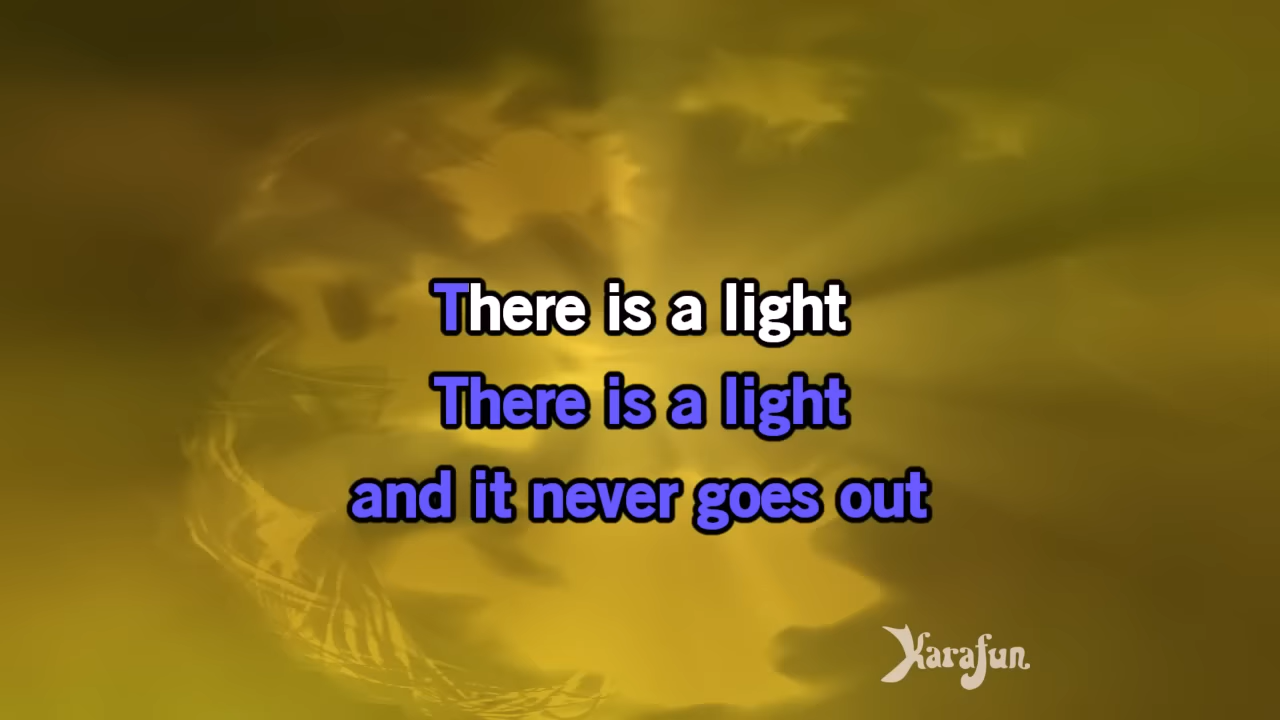 There is a light
There is a light
and it never goes out
Karafun